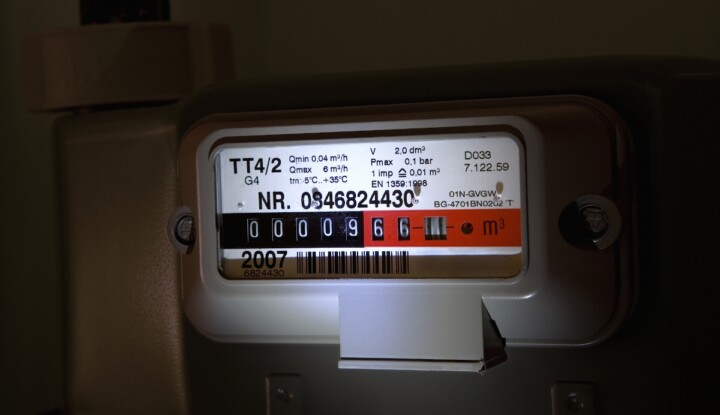 TT4/2
G4
Qmin 0,04 m³/h
Qmax 6 m³/h
tm:-5°C..+35°C
V 2,0 dm³
Pmax 0,1 bar
1 imp ≙ 0,01 m³
EN 1359:1998
D033
7.122.59
01N-GVGW
BG-4701BN0202 'T'
NR. 0846824430
0 0 0 0 9 6 6 m³
2007
6824430